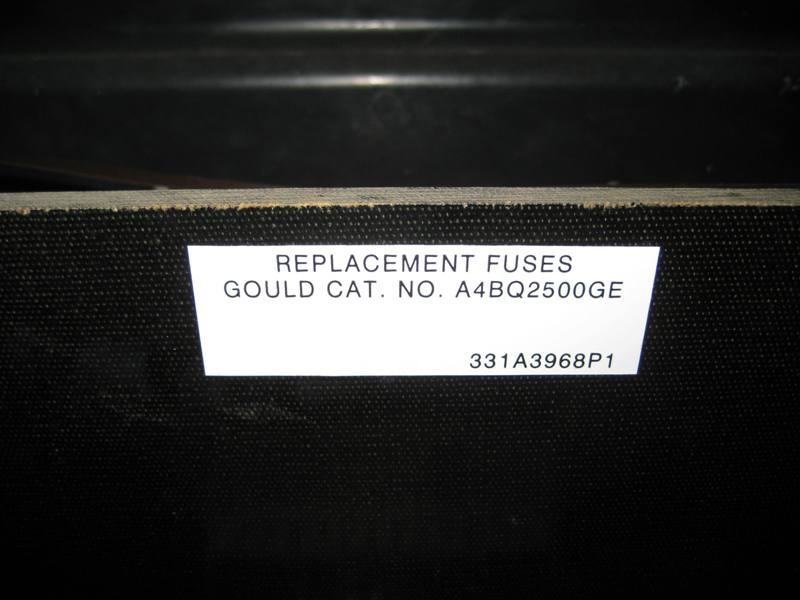 REPLACEMENT FUSES
GOULD CAT. NO. A4BQ2500GE
331A3968P1